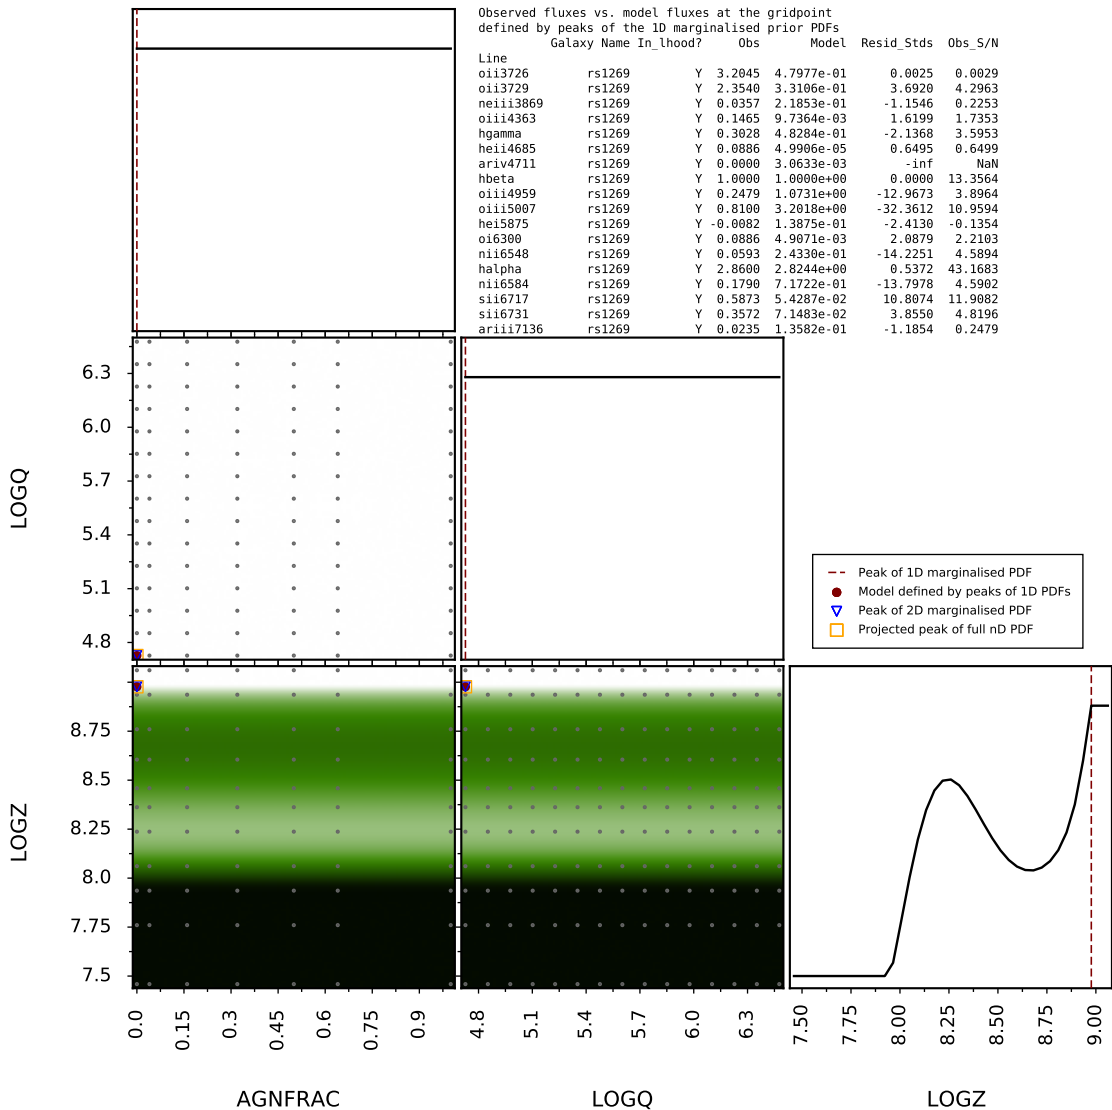 Observed fluxes vs. model fluxes at the gridpoint
defined by peaks of the 1D marginalised prior PDFs
Galaxy Name In_lhood? Obs Model Resid_Stds Obs_S/N
Line
oii3726 rs1269 Y 3.2045 4.7977e-01 0.0025 0.0029
oii3729 rs1269 Y 2.3540 3.3106e-01 3.6920 4.2963
neiii3869 rs1269 Y 0.0357 2.1853e-01 -1.1546 0.2253
oiii4363 rs1269 Y 0.1465 9.7364e-03 1.6199 1.7353
hgamma rs1269 Y 0.3028 4.8284e-01 -2.1368 3.5953
heii4685 rs1269 Y 0.0886 4.9906e-05 0.6495 0.6499
ariv4711 rs1269 Y 0.0000 3.0633e-03 -inf NaN
hbeta rs1269 Y 1.0000 1.0000e+00 0.0000 13.3564
oiii4959 rs1269 Y 0.2479 1.0731e+00 -12.9673 3.8964
oiii5007 rs1269 Y 0.8100 3.2018e+00 -32.3612 10.9594
hei5875 rs1269 Y -0.0082 1.3875e-01 -2.4130 -0.1354
oi6300 rs1269 Y 0.0886 4.9071e-03 2.0879 2.2103
nii6548 rs1269 Y 0.0593 2.4330e-01 -14.2251 4.5894
halpha rs1269 Y 2.8600 2.8244e+00 0.5372 43.1683
nii6584 rs1269 Y 0.1790 7.1722e-01 -13.7978 4.5902
sii6717 rs1269 Y 0.5873 5.4287e-02 10.8074 11.9082
sii6731 rs1269 Y 0.3572 7.1483e-02 3.8550 4.8196
ariii7136 rs1269 Y 0.0235 1.3582e-01 -1.1854 0.2479
LOGQ
6.3
6.0
5.7
5.4
5.1
4.8
Peak of 1D marginalised PDF
Model defined by peaks of 1D PDFs
Peak of 2D marginalised PDF
Projected peak of full nD PDF
LOGZ
8.75
8.5
8.25
8.0
7.75
7.5
0.0 0.15 0.3 0.45 0.6 0.75 0.9
4.8 5.1 5.4 5.7 6.0 6.3
7.50 7.75 8.00 8.25 8.50 8.75 9.00
AGNFRAC LOGQ LOGZ